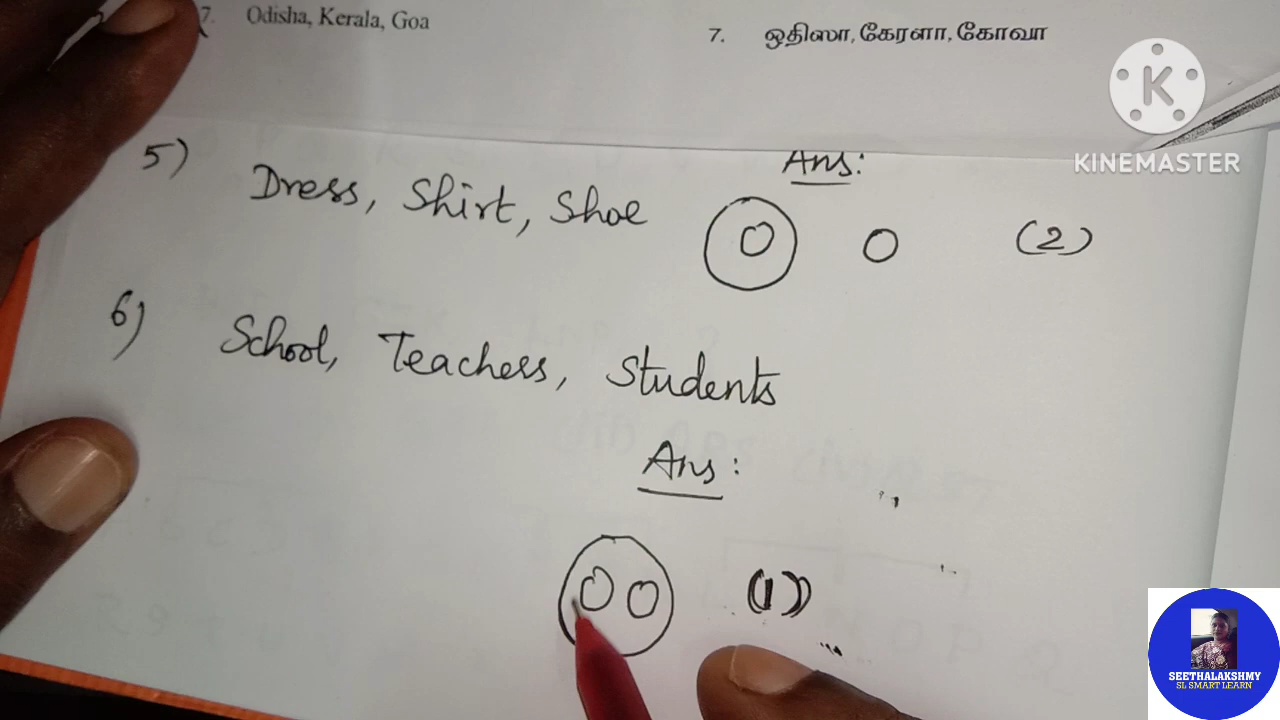 7. Odisha, Kerala, Goa
7. ஒதிஸா, கேரளா, கோவா
KINEMASTER
5) Dress, Shirt, Shoe
Ans:
(2)
6) School, Teachers, Students
Ans:
(1)
SEETHALAKSHMY
SL SMART LEARN